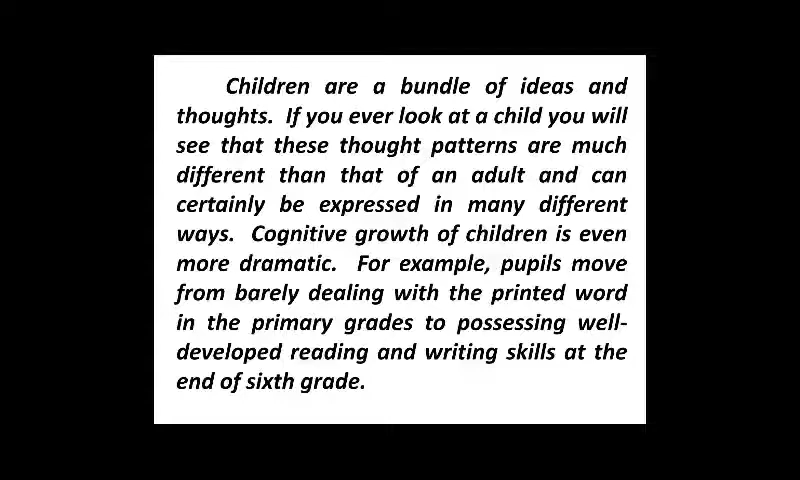 Children are a bundle of ideas and
thoughts. If you ever look at a child you will
see that these thought patterns are much
different than that of an adult and can
certainly be expressed in many different
ways. Cognitive growth of children is even
more dramatic. For example, pupils move
from barely dealing with the printed word
in the primary grades to possessing well-
developed reading and writing skills at the
end of sixth grade.